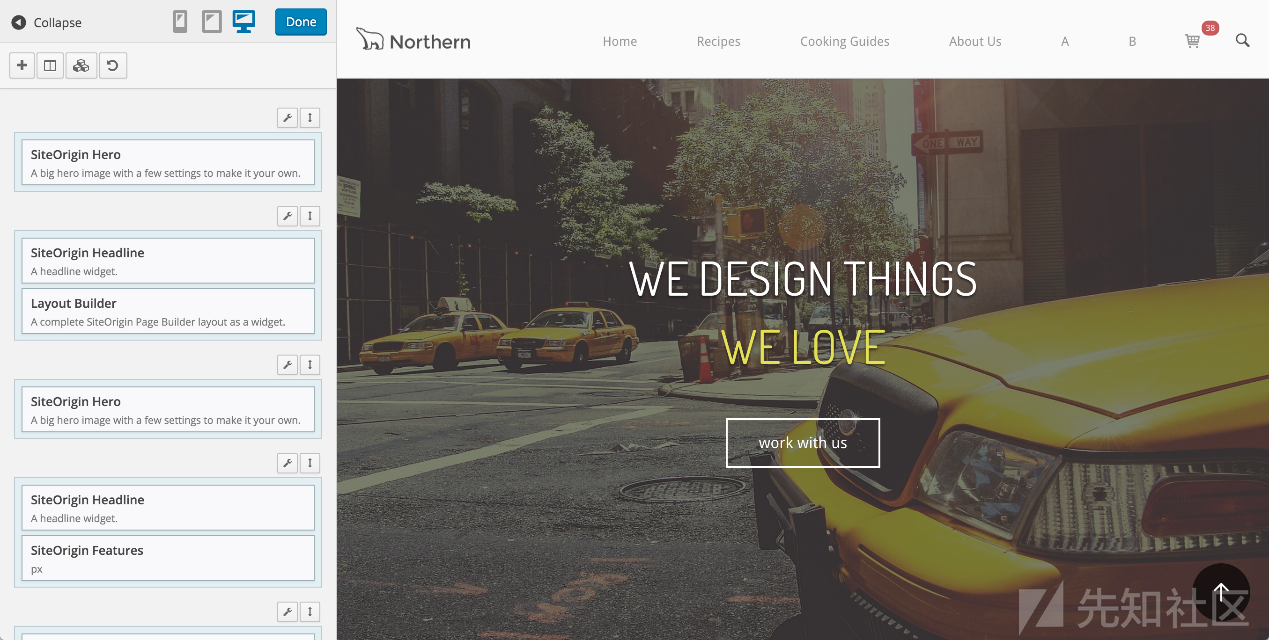 Collapse
Done
SiteOrigin Hero
A big hero image with a few settings to make it your own.
SiteOrigin Headline
A headline widget.
Layout Builder
A complete SiteOrigin Page Builder layout as a widget.
SiteOrigin Hero
A big hero image with a few settings to make it your own.
SiteOrigin Headline
A headline widget.
SiteOrigin Features
px
Northern
Home
Recipes
Cooking Guides
About Us
A
B
38
ONE WAY
WE DESIGN THINGS
WE LOVE
work with us
先知社区